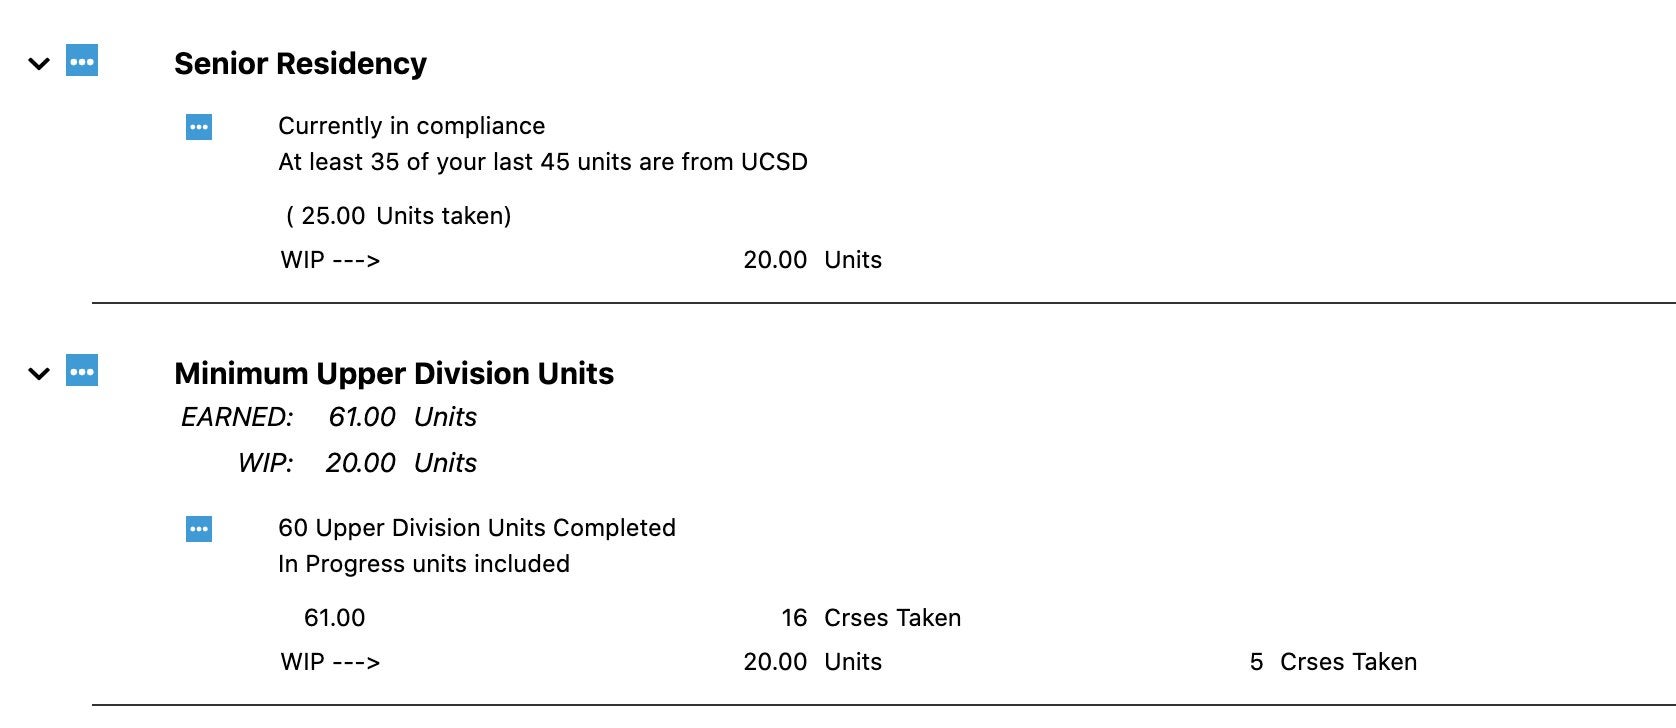 Senior Residency
Currently in compliance
At least 35 of your last 45 units are from UCSD
( 25.00 Units taken)
WIP ---> 20.00 Units
Minimum Upper Division Units
EARNED: 61.00 Units
WIP: 20.00 Units
60 Upper Division Units Completed
In Progress units included
61.00 16 Crses Taken
WIP ---> 20.00 Units 5 Crses Taken